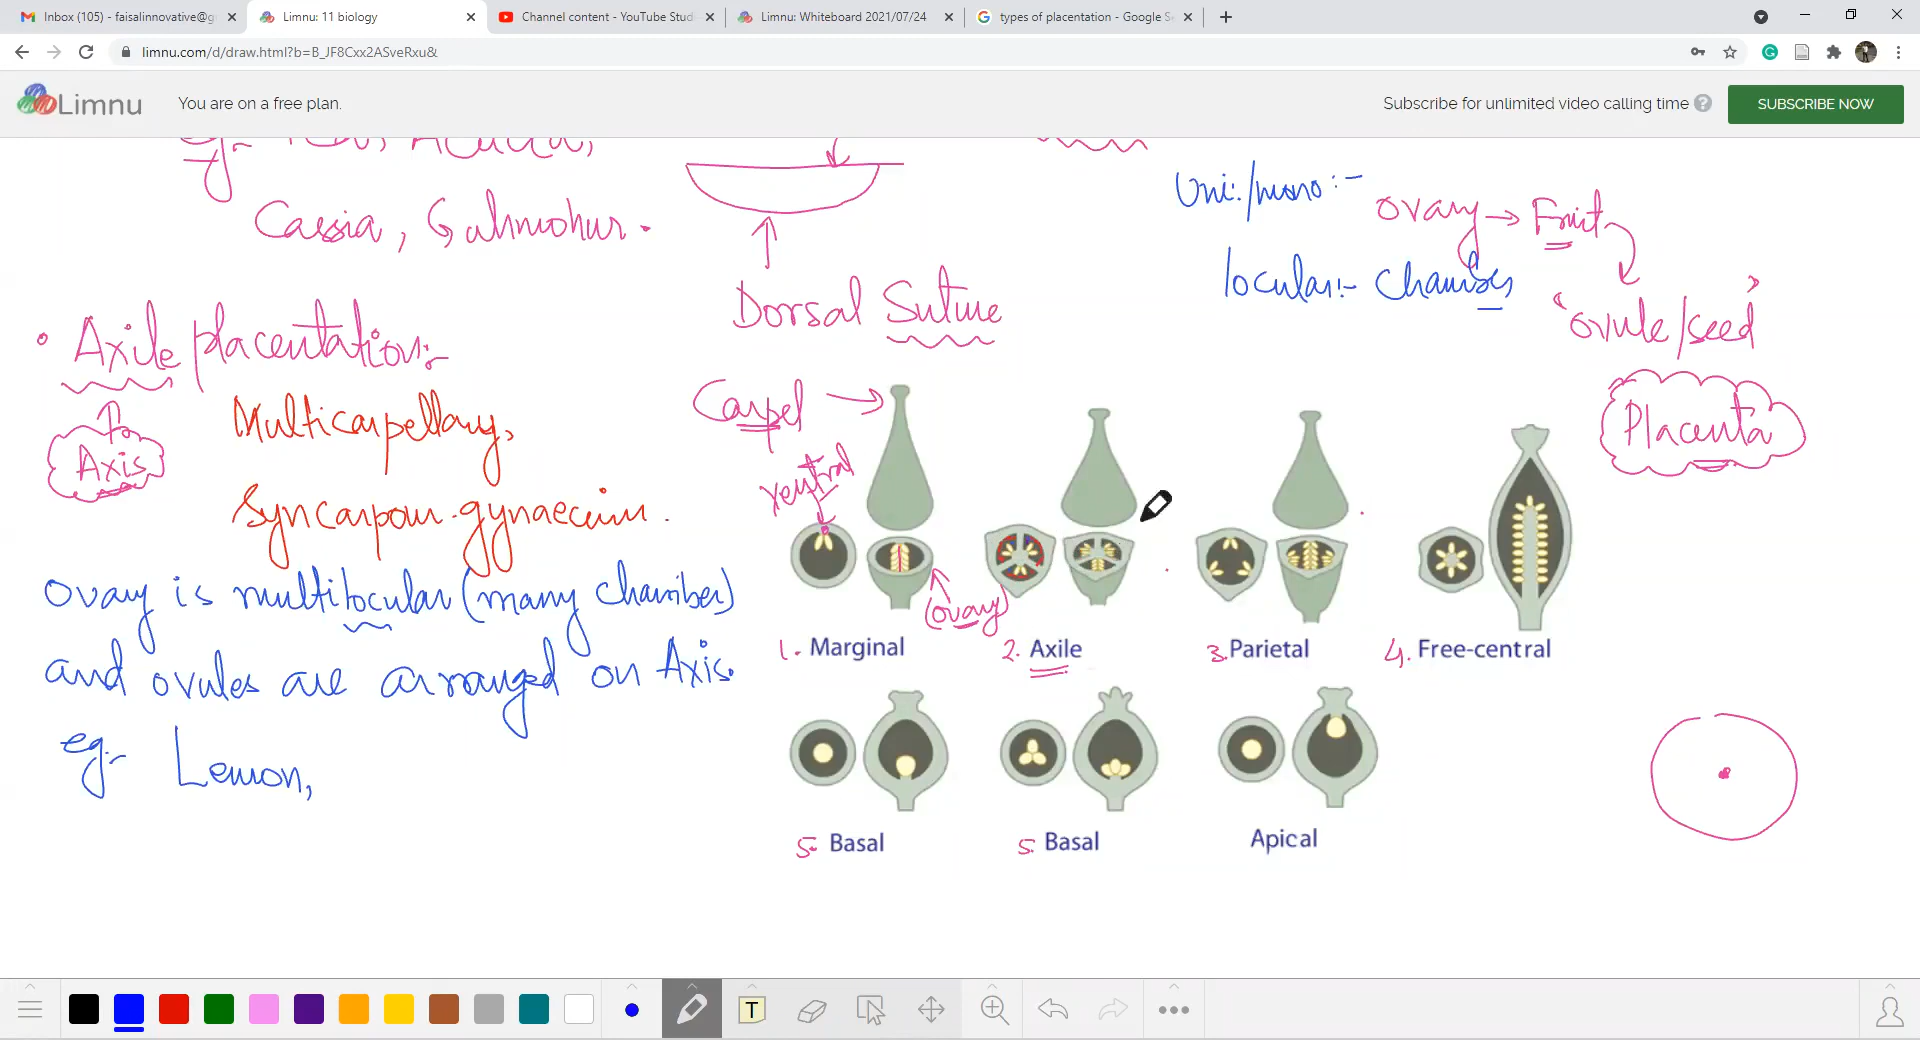 Inbox (105) - faisalinnovative@g
Limnu: 11 biology
Channel content - YouTube Stud
Limnu: Whiteboard 2021/07/24
types of placentation - Google S
limnu.com/d/draw.html?b=B_JF8Cxx2ASveRxu&
Limnu
You are on a free plan.
Subscribe for unlimited video calling time
SUBSCRIBE NOW
Cassia, Gulmohur.
Dorsal Suture
Uni:/mono:-
ovary → Fruit
locular:- Chambers
"ovule/seed"
Placenta
• Axile placentation:-
Axis
Multicarpellary,
Syncarpour gynaecium.
Ovary is multilocular (many chamber)
and ovules are arranged on Axis.
eg:- Lemon,
Carpel →
ventral
(ovary)
1. Marginal
2. Axile
3. Parietal
4. Free-central
5. Basal
5. Basal
Apical
T